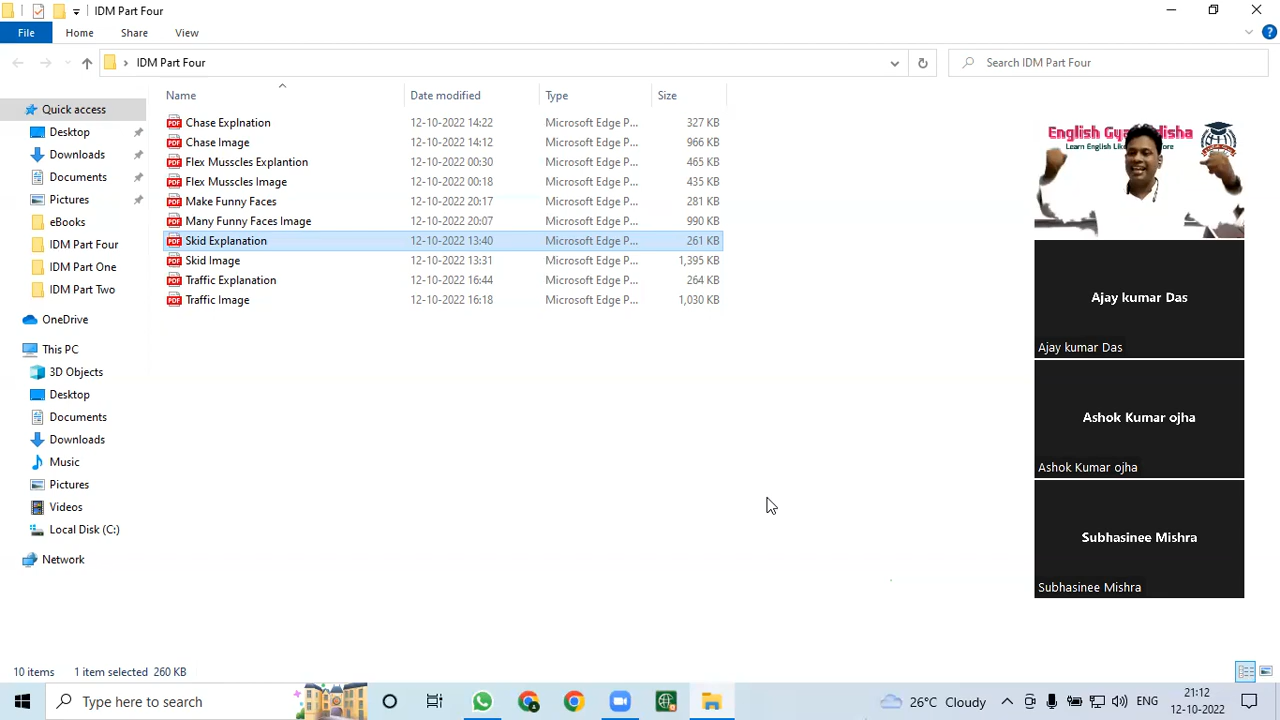 IDM Part Four
File Home Share View
IDM Part Four
Search IDM Part Four
Name Date modified Type Size
Quick access
Desktop
Downloads
Documents
Pictures
eBooks
IDM Part Four
IDM Part One
IDM Part Two
OneDrive
This PC
3D Objects
Desktop
Documents
Downloads
Music
Pictures
Videos
Local Disk (C:)
Network
Chase Explnation 12-10-2022 14:22 Microsoft Edge P... 327 KB
Chase Image 12-10-2022 14:12 Microsoft Edge P... 966 KB
Flex Musscles Explantion 12-10-2022 00:30 Microsoft Edge P... 465 KB
Flex Musscles Image 12-10-2022 00:18 Microsoft Edge P... 435 KB
Make Funny Faces 12-10-2022 20:17 Microsoft Edge P... 281 KB
Many Funny Faces Image 12-10-2022 20:07 Microsoft Edge P... 990 KB
Skid Explanation 12-10-2022 13:40 Microsoft Edge P... 261 KB
Skid Image 12-10-2022 13:31 Microsoft Edge P... 1,395 KB
Traffic Explanation 12-10-2022 16:44 Microsoft Edge P... 264 KB
Traffic Image 12-10-2022 16:18 Microsoft Edge P... 1,030 KB
English
Learn English
Ajay kumar Das
Ajay kumar Das
Ashok Kumar ojha
Ashok Kumar ojha
Subhasinee Mishra
Subhasinee Mishra
10 items 1 item selected 260 KB
Type here to search
26°C Cloudy
ENG
21:12
12-10-2022